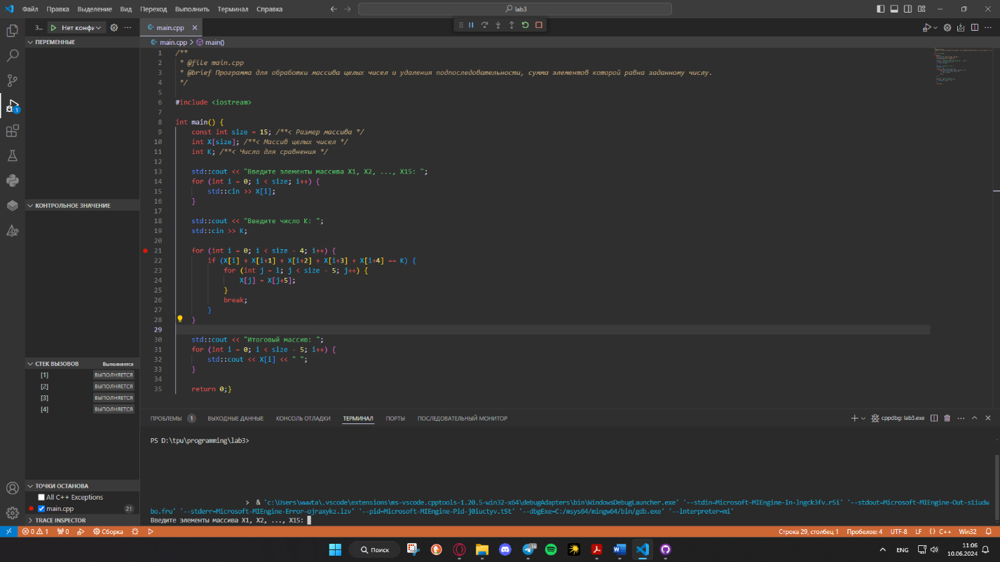 Файл Правка Выделение Вид Переход Выполнить Терминал Справка
lab3
3... Нет конфи
main.cpp
main.cpp > main()
ПЕРЕМЕННЫЕ
КОНТРОЛЬНОЕ ЗНАЧЕНИЕ
СТЕК ВЫЗОВОВ Выполняется
[1] ВЫПОЛНЯЕТСЯ
[2] ВЫПОЛНЯЕТСЯ
[3] ВЫПОЛНЯЕТСЯ
[4] ВЫПОЛНЯЕТСЯ
ТОЧКИ ОСТАНОВА
All C++ Exceptions
main.cpp 21
TRACE INSPECTOR
1
1 /**
2 * @file main.cpp
3 * @brief Программа для обработки массива целых чисел и удаления подпоследовательности, сумма элементов которой равна заданному числу.
4 */
5
6 #include <iostream>
7
8 int main() {
9 const int size = 15; /**< Размер массива */
10 int X[size]; /**< Массив целых чисел */
11 int K; /**< Число для сравнения */
12
13 std::cout << "Введите элементы массива X1, X2, ..., X15: ";
14 for (int i = 0; i < size; i++) {
15 std::cin >> X[i];
16 }
17
18 std::cout << "Введите число K: ";
19 std::cin >> K;
20
21 for (int i = 0; i < size - 4; i++) {
22 if (X[i] + X[i+1] + X[i+2] + X[i+3] + X[i+4] == K) {
23 for (int j = i; j < size - 5; j++) {
24 X[j] = X[j+5];
25 }
26 break;
27 }
28 }
29
30 std::cout << "Итоговый массив: ";
31 for (int i = 0; i < size - 5; i++) {
32 std::cout << X[i] << " ";
33 }
34
35 return 0;}
ПРОБЛЕМЫ 1 ВЫХОДНЫЕ ДАННЫЕ КОНСОЛЬ ОТЛАДКИ ТЕРМИНАЛ ПОРТЫ ПОСЛЕДОВАТЕЛЬНЫЙ МОНИТОР
cppdbg: lab3.exe
PS D:\tpu\programming\lab3>
> & 'c:\Users\wwwta\.vscode\extensions\ms-vscode.cpptools-1.20.5-win32-x64\debugAdapters\bin\WindowsDebugLauncher.exe' '--stdin=Microsoft-MIEngine-In-lngck3fv.r5i' '--stdout=Microsoft-MIEngine-Out-s1iudw
bo.fru' '--stderr=Microsoft-MIEngine-Error-ojraxykz.lzv' '--pid=Microsoft-MIEngine-Pid-j0iuctyv.t5t' '--dbgExe=C:/msys64/mingw64/bin/gdb.exe' '--interpreter=mi'
Введите элементы массива X1, X2, ..., X15:
0 1 0 Сборка
Строка 29, столбец 1 Пробелов: 4 UTF-8 LF {} C++ Win32
Поиск
ENG
11:06
10.06.2024